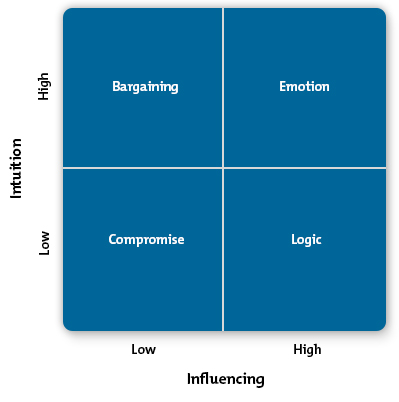 High
Bargaining
Emotion
Intuition
Low
Compromise
Logic
Low
High
Influencing